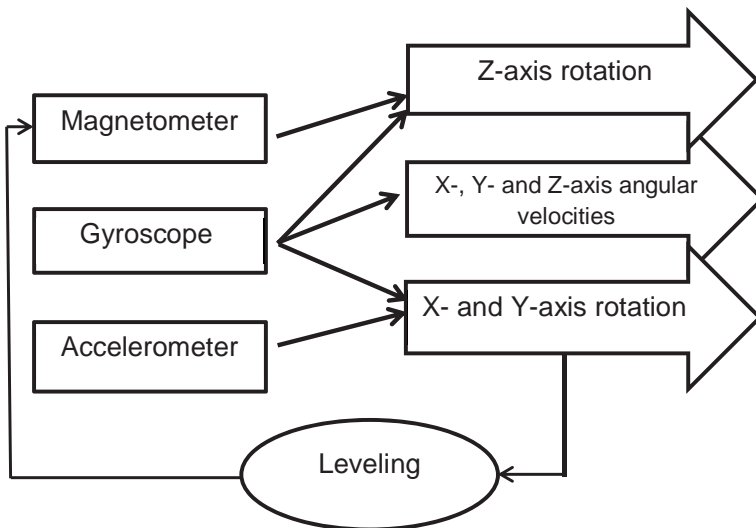 Z-axis rotation
Magnetometer
X-, Y- and Z-axis angular
velocities
Gyroscope
X- and Y-axis rotation
Accelerometer
Leveling